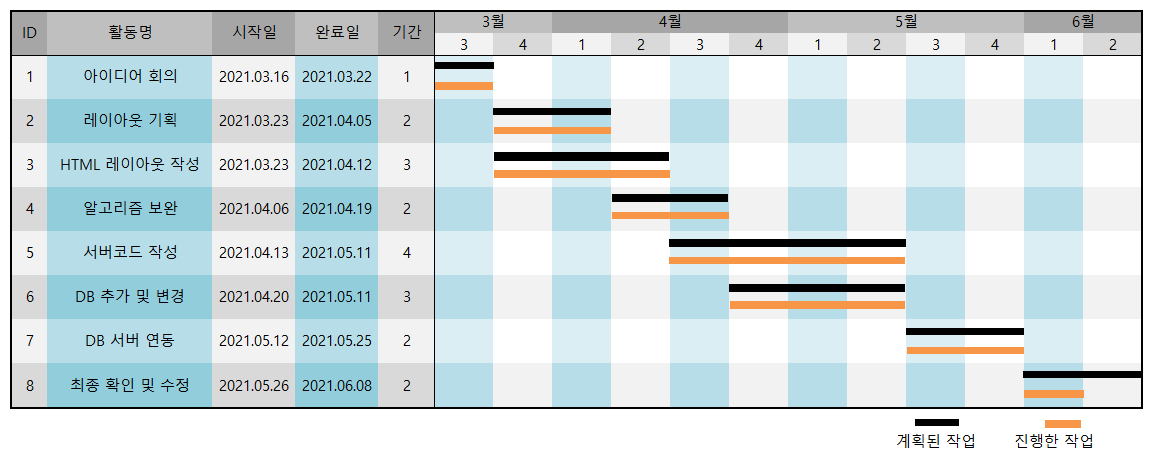 ID 활동명 시작일 완료일 기간 3월 4월 5월 6월
3 4 1 2 3 4 1 2 3 4 1 2
1 아이디어 회의 2021.03.16 2021.03.22 1
2 레이아웃 기획 2021.03.23 2021.04.05 2
3 HTML 레이아웃 작성 2021.03.23 2021.04.12 3
4 알고리즘 보완 2021.04.06 2021.04.19 2
5 서버코드 작성 2021.04.13 2021.05.11 4
6 DB 추가 및 변경 2021.04.20 2021.05.11 3
7 DB 서버 연동 2021.05.12 2021.05.25 2
8 최종 확인 및 수정 2021.05.26 2021.06.08 2
계획된 작업 진행한 작업